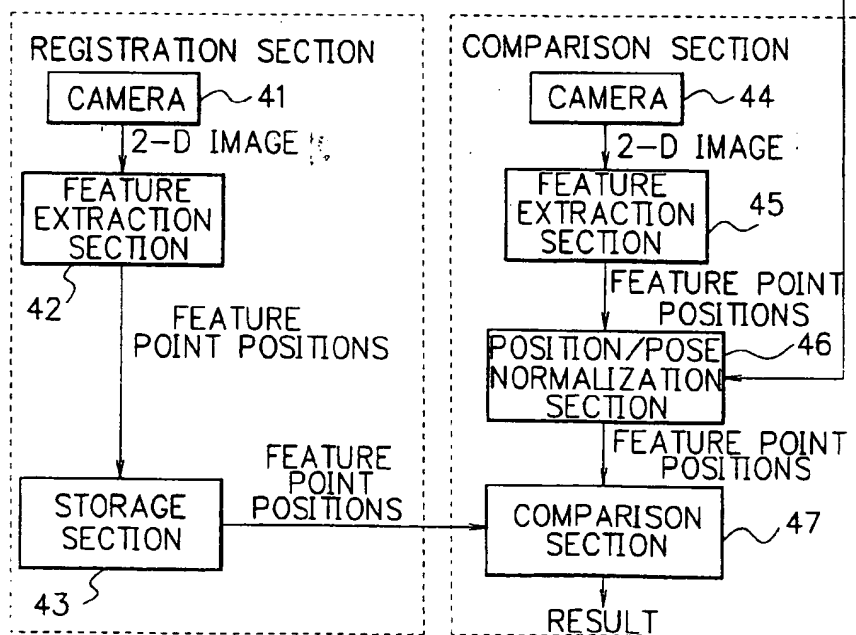 REGISTRATION SECTION
CAMERA
41
2-D IMAGE
FEATURE
EXTRACTION
SECTION
42
FEATURE
POINT POSITIONS
STORAGE
SECTION
43
FEATURE
POINT
POSITIONS
COMPARISON SECTION
CAMERA
44
2-D IMAGE
FEATURE
EXTRACTION
SECTION
45
FEATURE POINT
POSITIONS
POSITION/POSE
NORMALIZATION
SECTION
46
FEATURE POINT
POSITIONS
COMPARISON
SECTION
47
RESULT